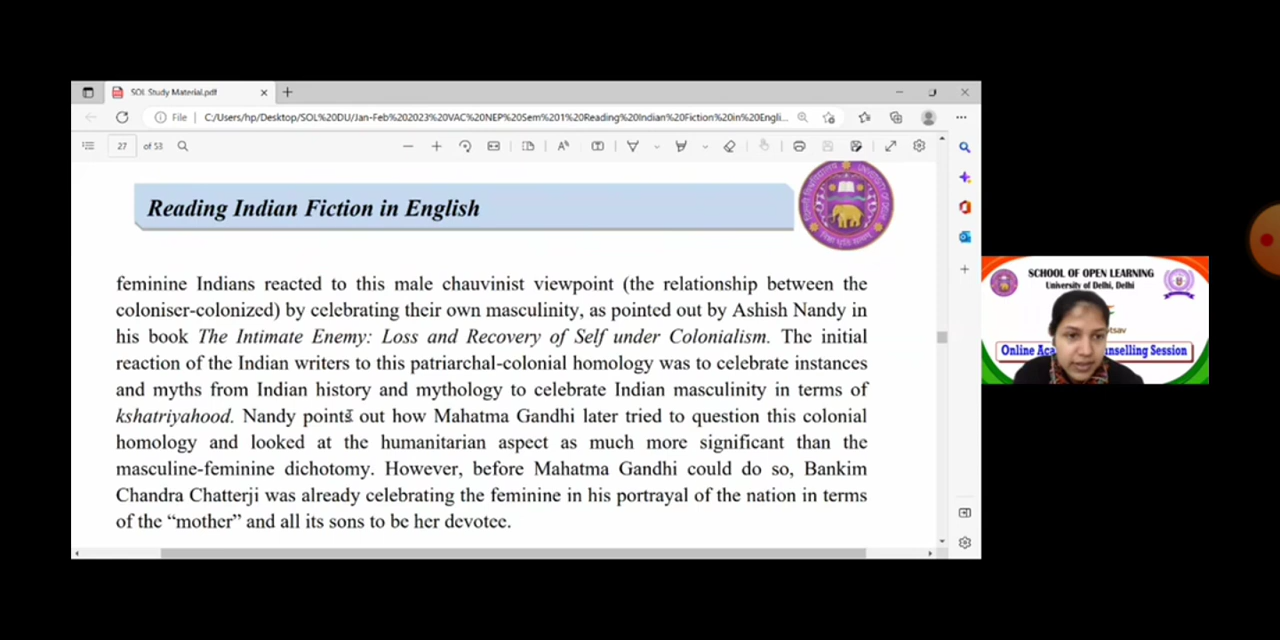 SOL Study Material.pdf
File
C:/Users/hp/Desktop/SOL%20DU/Jan-Feb%202023%20VAC%20NEP%20Sem%201%20Reading%20Indian%20Fiction%20in%20Engli...
27 of 53
Reading Indian Fiction in English
feminine Indians reacted to this male chauvinist viewpoint (the relationship between the
coloniser-colonized) by celebrating their own masculinity, as pointed out by Ashish Nandy in
his book The Intimate Enemy: Loss and Recovery of Self under Colonialism. The initial
reaction of the Indian writers to this patriarchal-colonial homology was to celebrate instances
and myths from Indian history and mythology to celebrate Indian masculinity in terms of
kshatriyahood. Nandy points out how Mahatma Gandhi later tried to question this colonial
homology and looked at the humanitarian aspect as much more significant than the
masculine-feminine dichotomy. However, before Mahatma Gandhi could do so, Bankim
Chandra Chatterji was already celebrating the feminine in his portrayal of the nation in terms
of the “mother” and all its sons to be her devotee.
SCHOOL OF OPEN LEARNING
University of Delhi, Delhi
tsav
Online Aca nselling Session